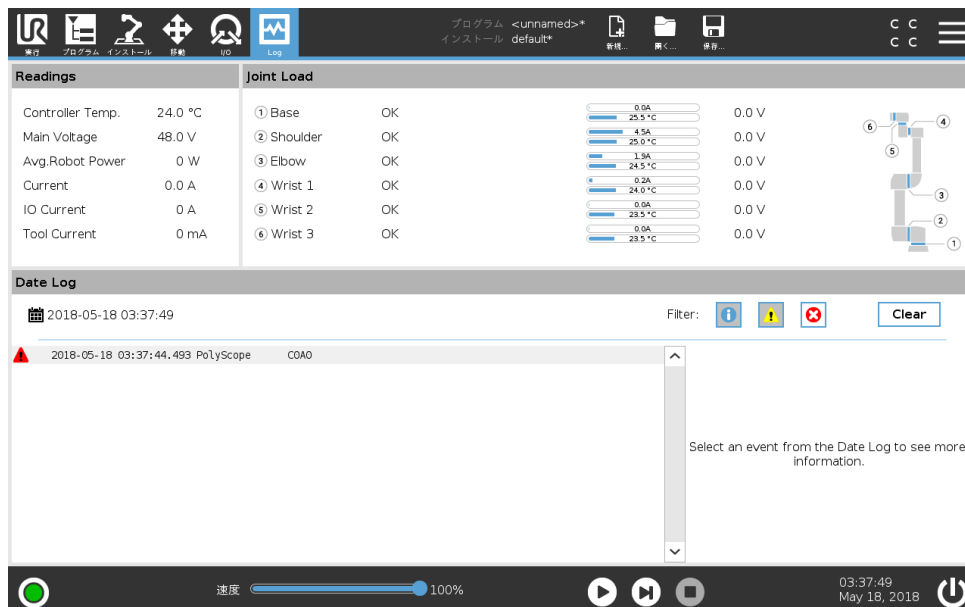 プログラム <unnamed>*
インストール default*
実行 プログラム インストール 移動 I/O Log 新規... 開く... 保存...
C C
C C
Readings
Joint Load
Controller Temp. 24.0 °C
Main Voltage 48.0 V
Avg.Robot Power 0 W
Current 0.0 A
IO Current 0 A
Tool Current 0 mA
1 Base OK 0.0A 25.5 °C 0.0 V
2 Shoulder OK 4.5A 25.0 °C 0.0 V
3 Elbow OK 1.9A 24.5 °C 0.0 V
4 Wrist 1 OK 0.2A 24.0 °C 0.0 V
5 Wrist 2 OK 0.0A 23.5 °C 0.0 V
6 Wrist 3 OK 0.0A 23.5 °C 0.0 V
6 4
5
3
2
1
Date Log
2018-05-18 03:37:49 Filter: Clear
2018-05-18 03:37:44.493 PolyScope C0A0
Select an event from the Date Log to see more
information.
速度 100%
03:37:49
May 18, 2018